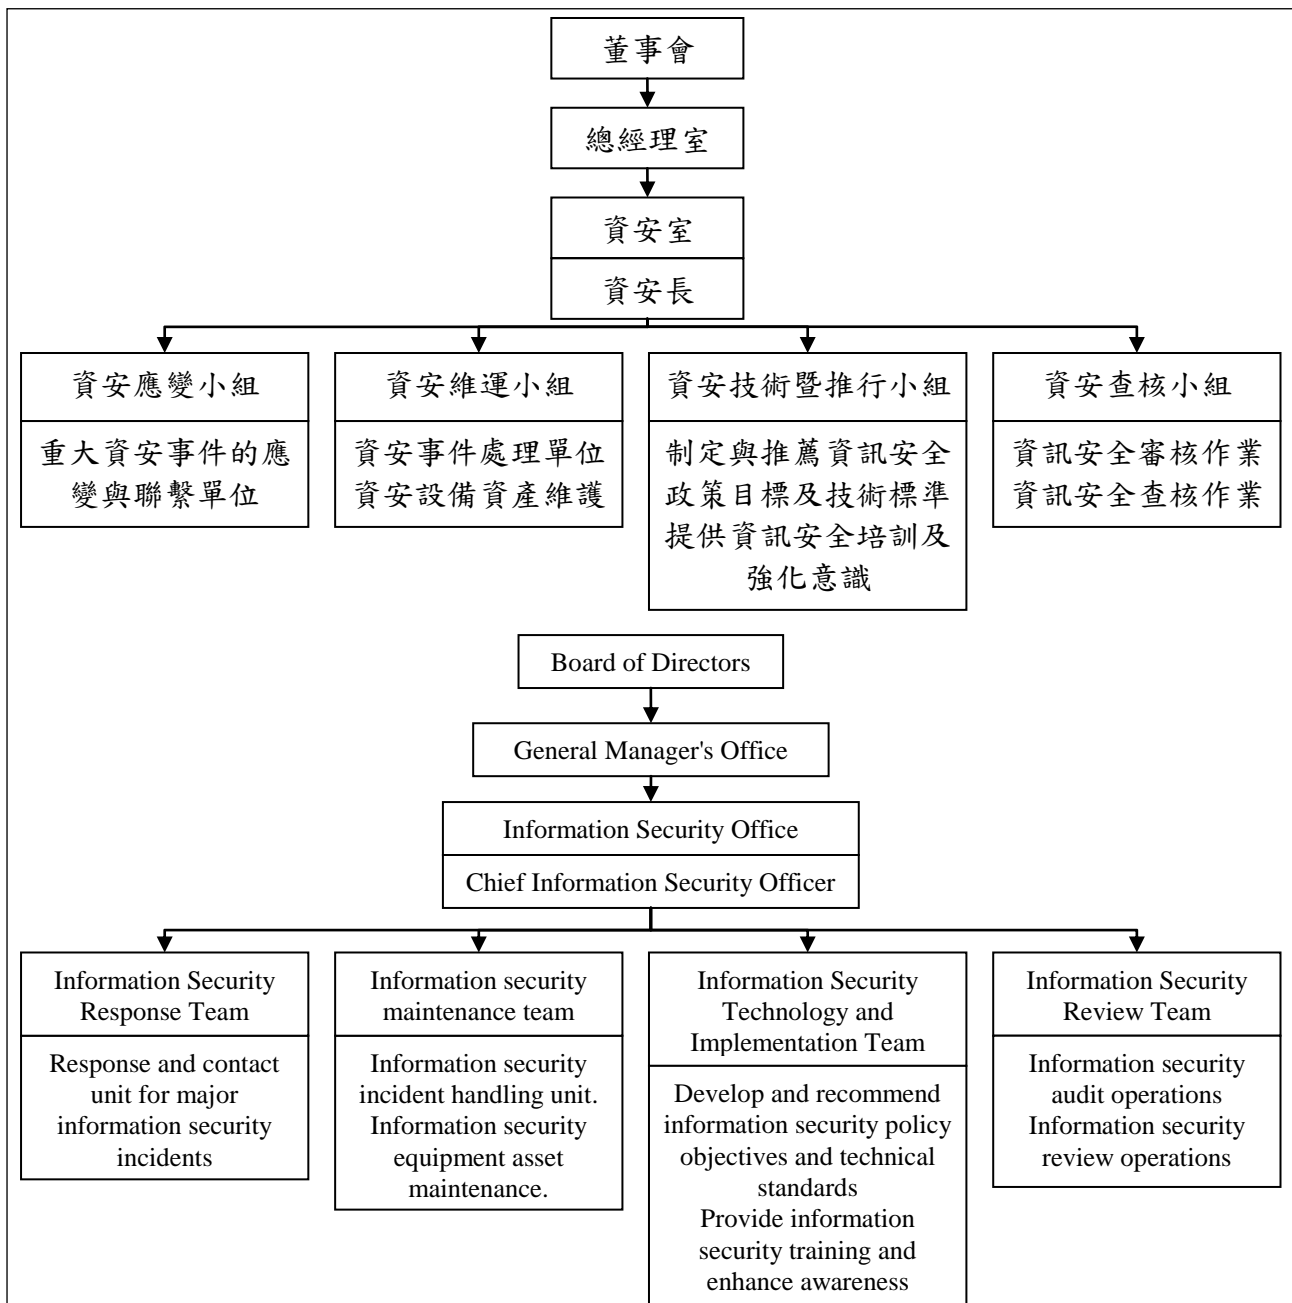 董事會
總經理室
資安室
資安長
資安應變小組
重大資安事件的應
變與聯繫單位
資安維運小組
資安事件處理單位
資安設備資產維護
資安技術暨推行小組
制定與推薦資訊安全
政策目標及技術標準
提供資訊安全培訓及
強化意識
資安查核小組
資訊安全審核作業
資訊安全查核作業
Board of Directors
General Manager's Office
Information Security Office
Chief Information Security Officer
Information Security
Response Team
Response and contact
unit for major
information security
incidents
Information security
maintenance team
Information security
incident handling unit.
Information security
equipment asset
maintenance.
Information Security
Technology and
Implementation Team
Develop and recommend
information security policy
objectives and technical
standards
Provide information
security training and
enhance awareness
Information Security
Review Team
Information security
audit operations
Information security
review operations